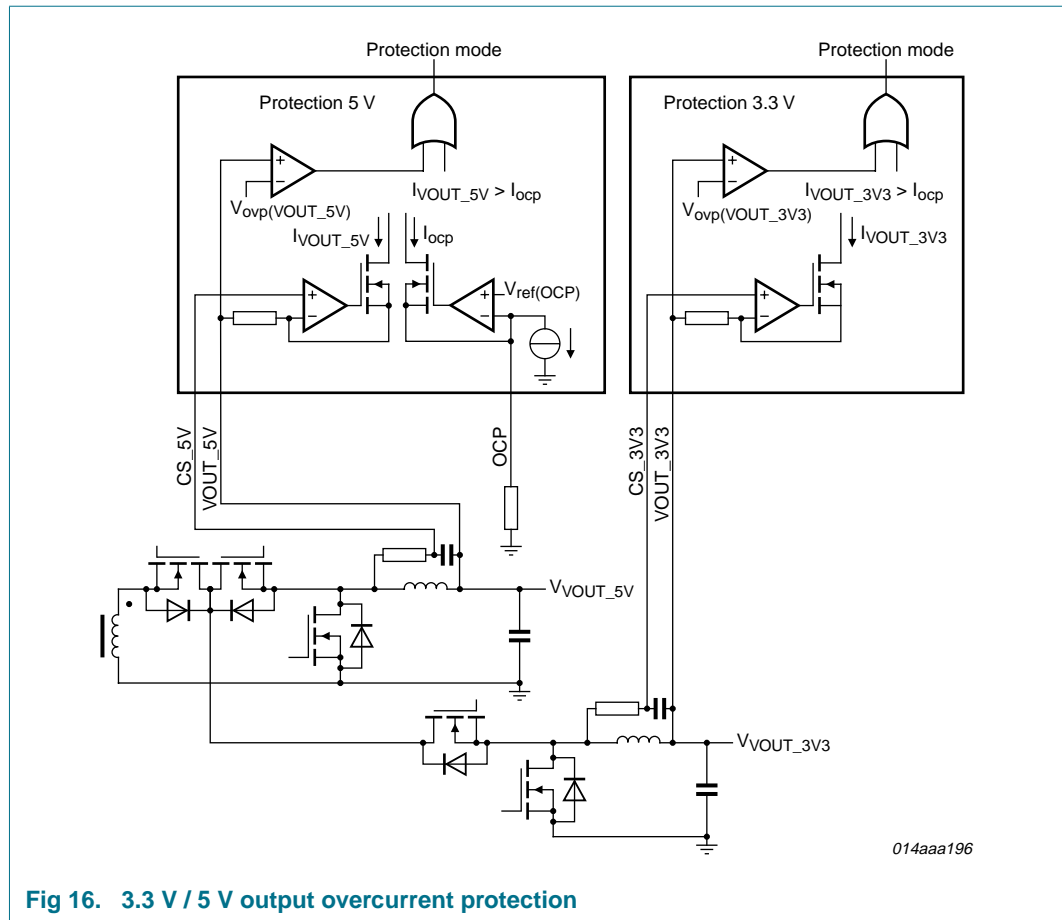 Protection mode
Protection mode
Protection 5 V
Protection 3.3 V
+
−
Vovp(VOUT_5V)
IVOUT_5V > Iocp
IVOUT_5V
Iocp
+
−
+
−
Vref(OCP)
+
−
Vovp(VOUT_3V3)
IVOUT_3V3 > Iocp
IVOUT_3V3
+
−
CS_5V
VOUT_5V
OCP
CS_3V3
VOUT_3V3
VVOUT_5V
VVOUT_3V3
014aaa196
Fig 16. 3.3 V / 5 V output overcurrent protection